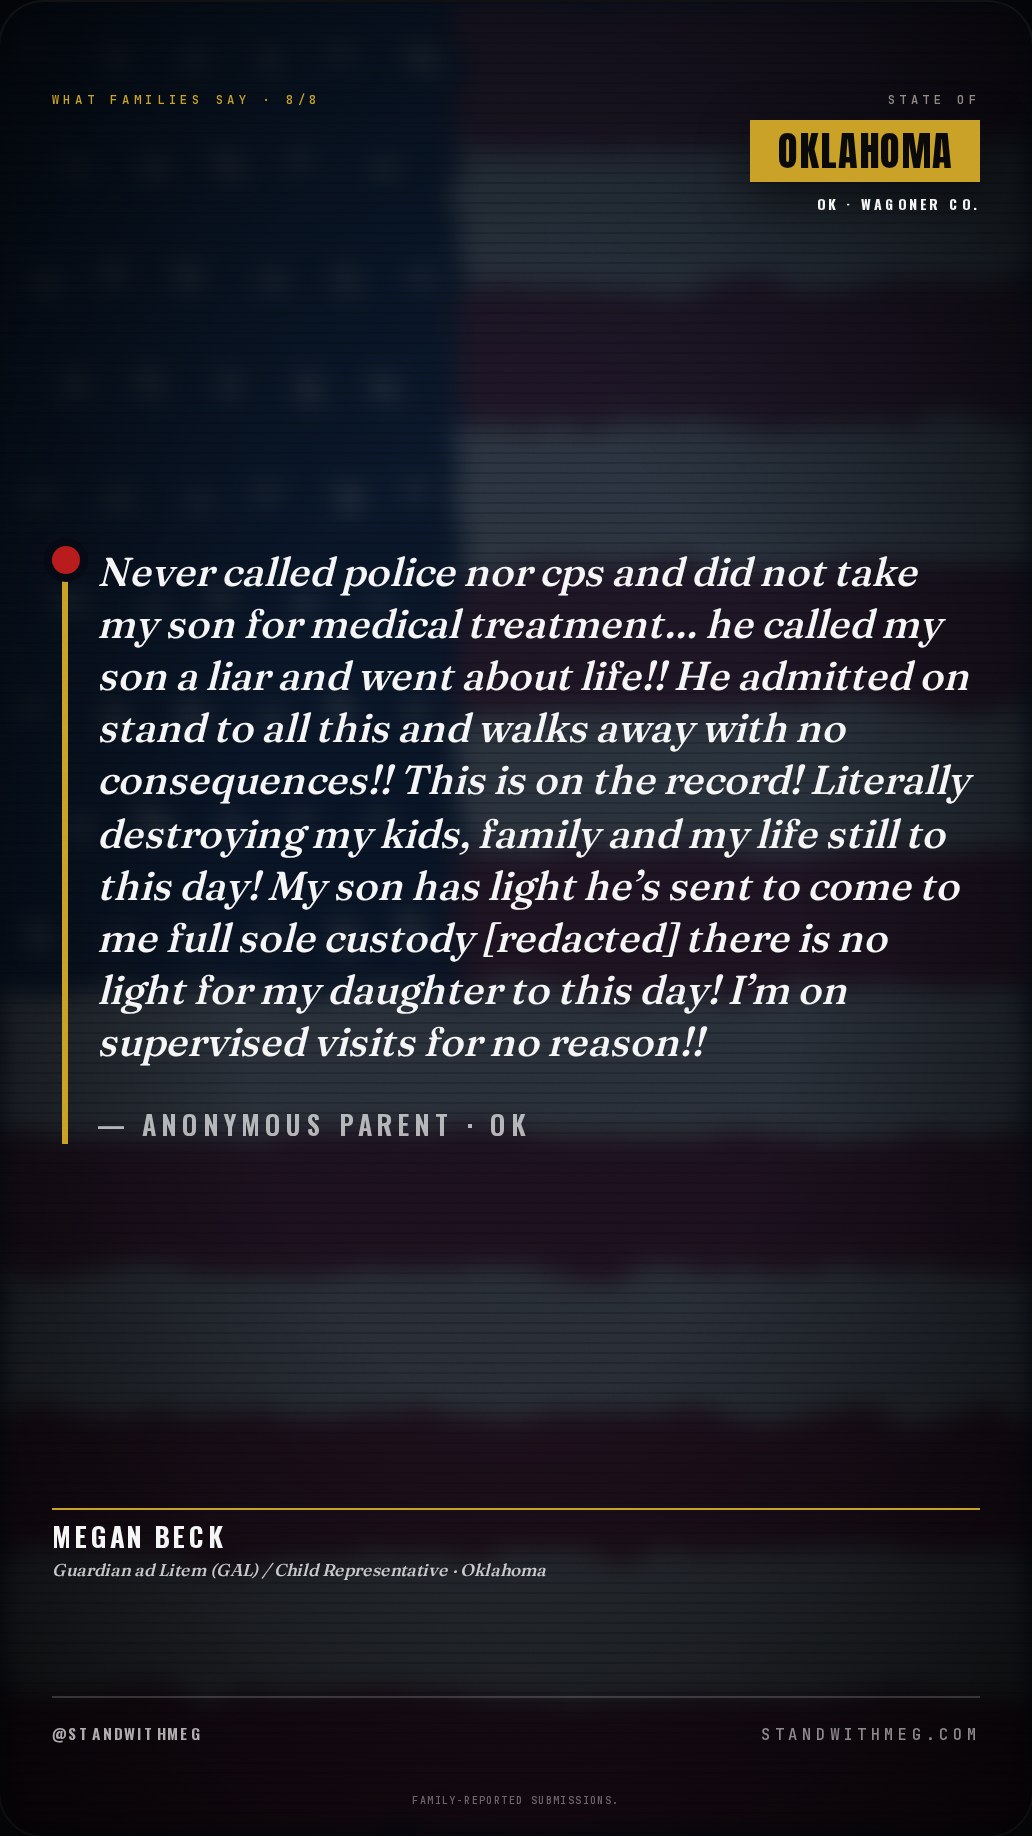 WHAT FAMILIES SAY · 8/8
STATE OF
OKLAHOMA
OK · WAGONER CO.
Never called police nor cps and did not take
my son for medical treatment... he called my
son a liar and went about life!! He admitted on
stand to all this and walks away with no
consequences!! This is on the record! Literally
destroying my kids, family and my life still to
this day! My son has light he’s sent to come to
me full sole custody [redacted] there is no
light for my daughter to this day! I’m on
supervised visits for no reason!!
— ANONYMOUS PARENT · OK
MEGAN BECK
Guardian ad Litem (GAL) / Child Representative · Oklahoma
@STANDWITHMEG
STANDWITHMEG.COM
FAMILY-REPORTED SUBMISSIONS.